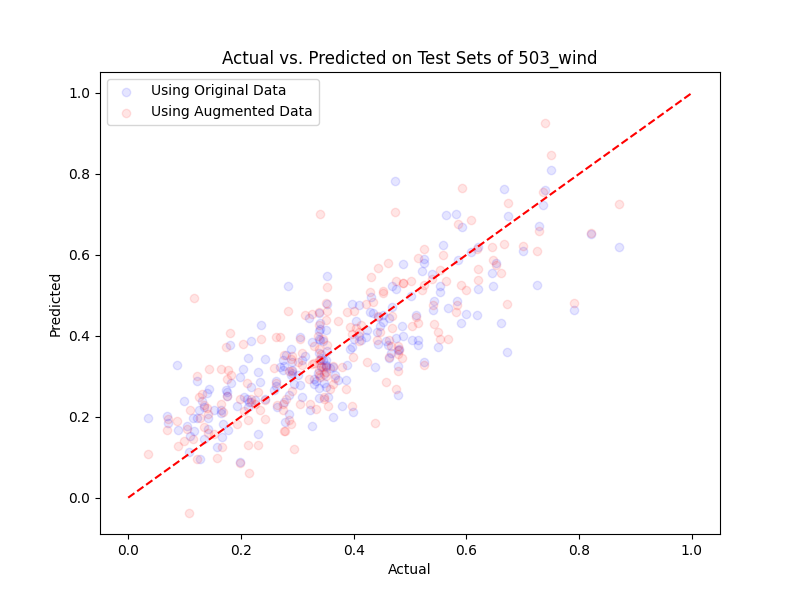 Actual vs. Predicted on Test Sets of 503_wind
Using Original Data
Using Augmented Data
1.0
0.8
0.6
0.4
0.2
0.0
Predicted
0.0 0.2 0.4 0.6 0.8 1.0
Actual